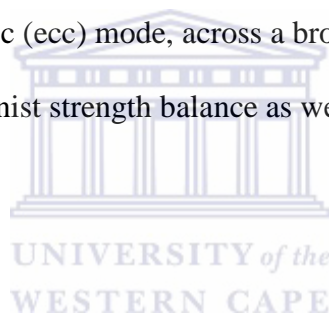 c (ecc) mode, across a bro
nist strength balance as we
UNIVERSITY of the
WESTERN CAPE